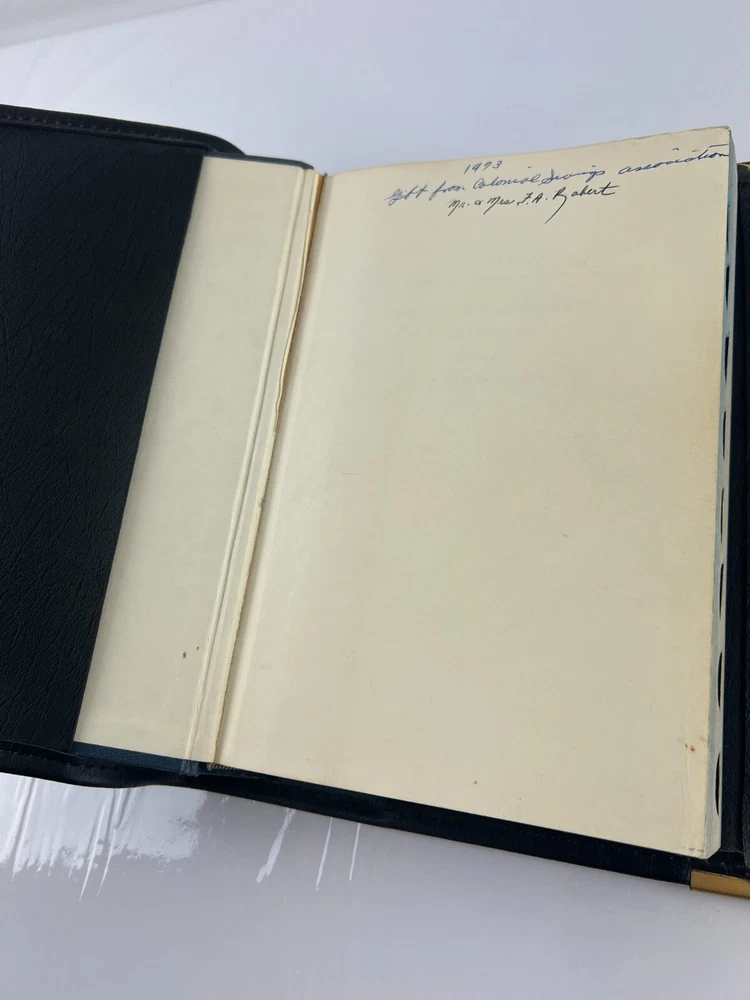 1973
Gift from Colonial Savings association
Mr. & Mrs F. A. Robert